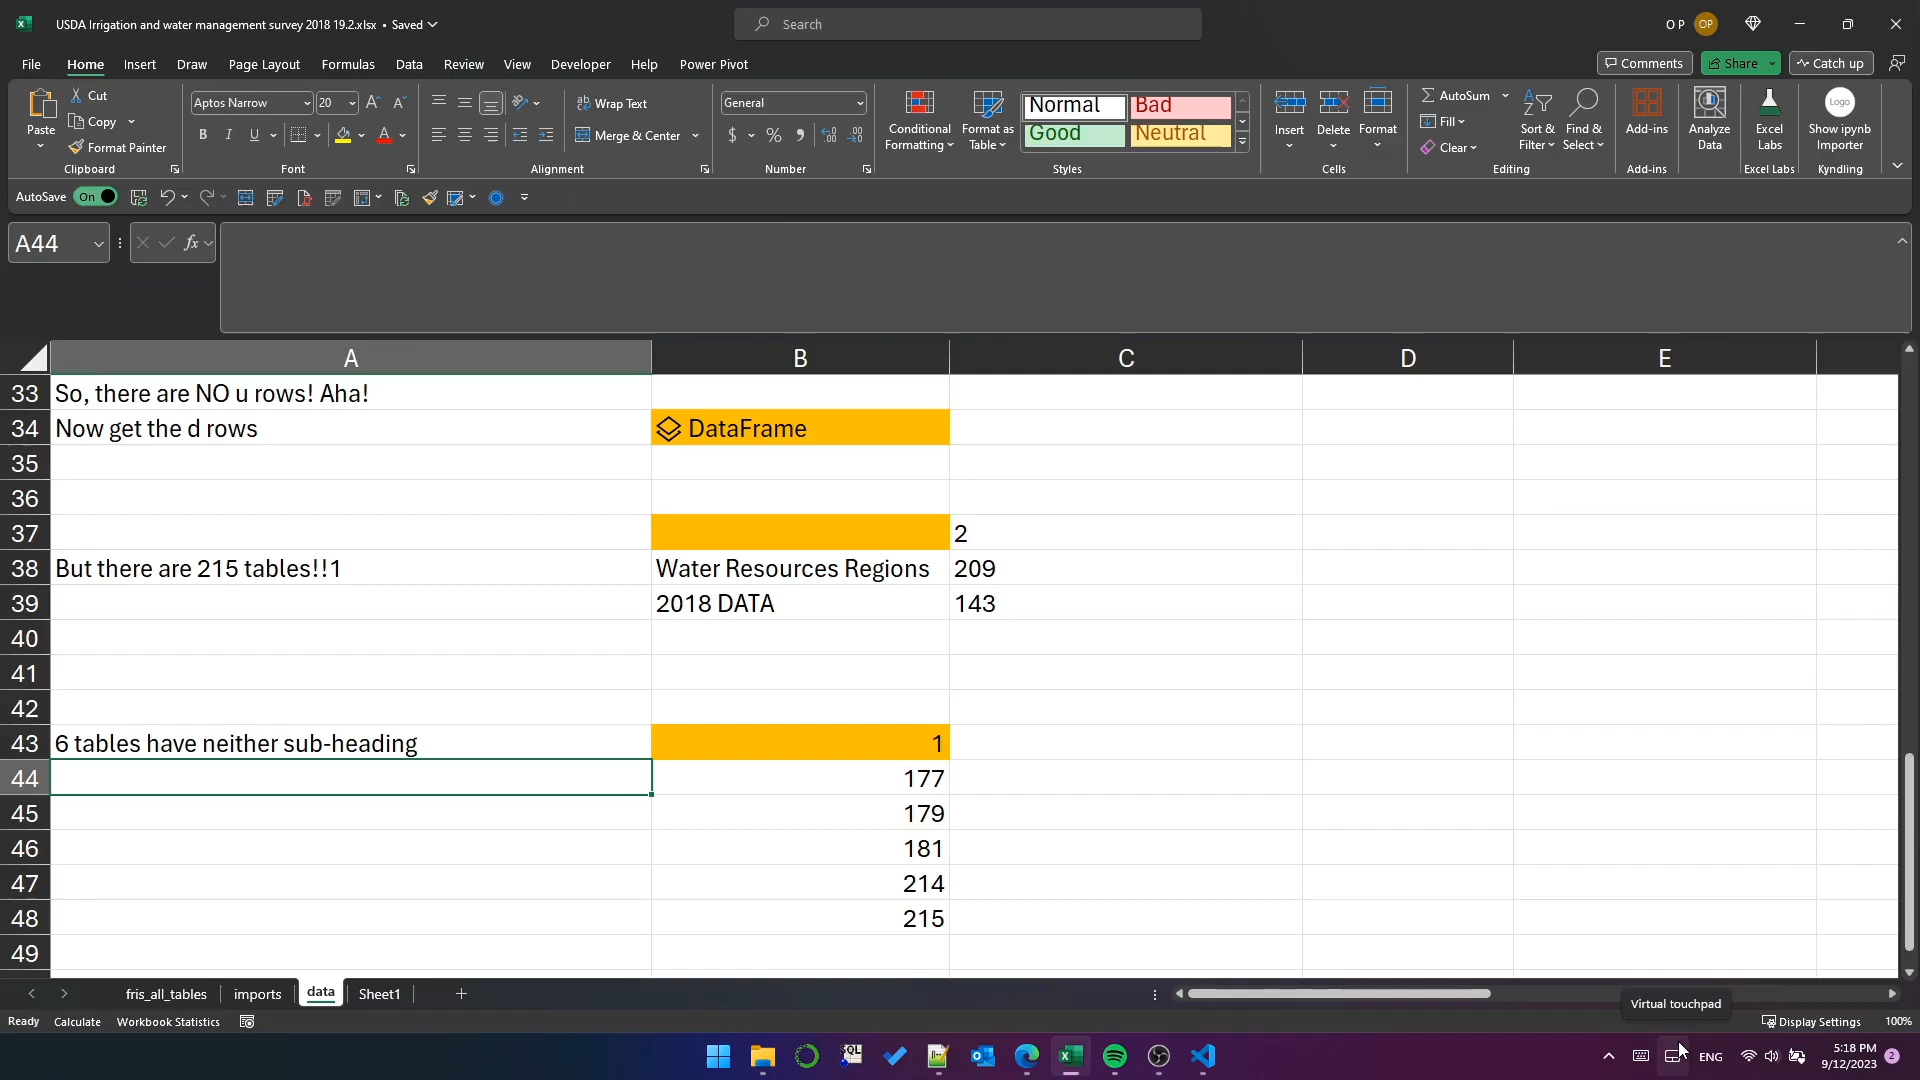 USDA Irrigation and water management survey 2018 19.2.xlsx • Saved
Search
O P
OP
File Home Insert Draw Page Layout Formulas Data Review View Developer Help Power Pivot
Comments Share Catch up
Paste
Cut
Copy
Format Painter
Clipboard
Aptos Narrow 20
B I U
Font
Wrap Text
Merge & Center
Alignment
General
$ % ,
Number
Conditional Formatting
Format as Table
Normal Bad
Good Neutral
Styles
Insert Delete Format
Cells
AutoSum
Fill
Clear
Sort & Filter
Find & Select
Editing
Add-ins
Add-ins
Analyze Data
Excel Labs
Excel Labs
Logo
Show ipynb Importer
Kyndling
AutoSave On
A44
fx
A B C D E
33 So, there are NO u rows! Aha!
34 Now get the d rows DataFrame
35
36
37 2
38 But there are 215 tables!!1 Water Resources Regions 209
39 2018 DATA 143
40
41
42
43 6 tables have neither sub-heading 1
44 177
45 179
46 181
47 214
48 215
49
fris_all_tables imports data Sheet1
Virtual touchpad
Ready Calculate Workbook Statistics
Display Settings 100%
SQL
ENG
5:18 PM
9/12/2023
2